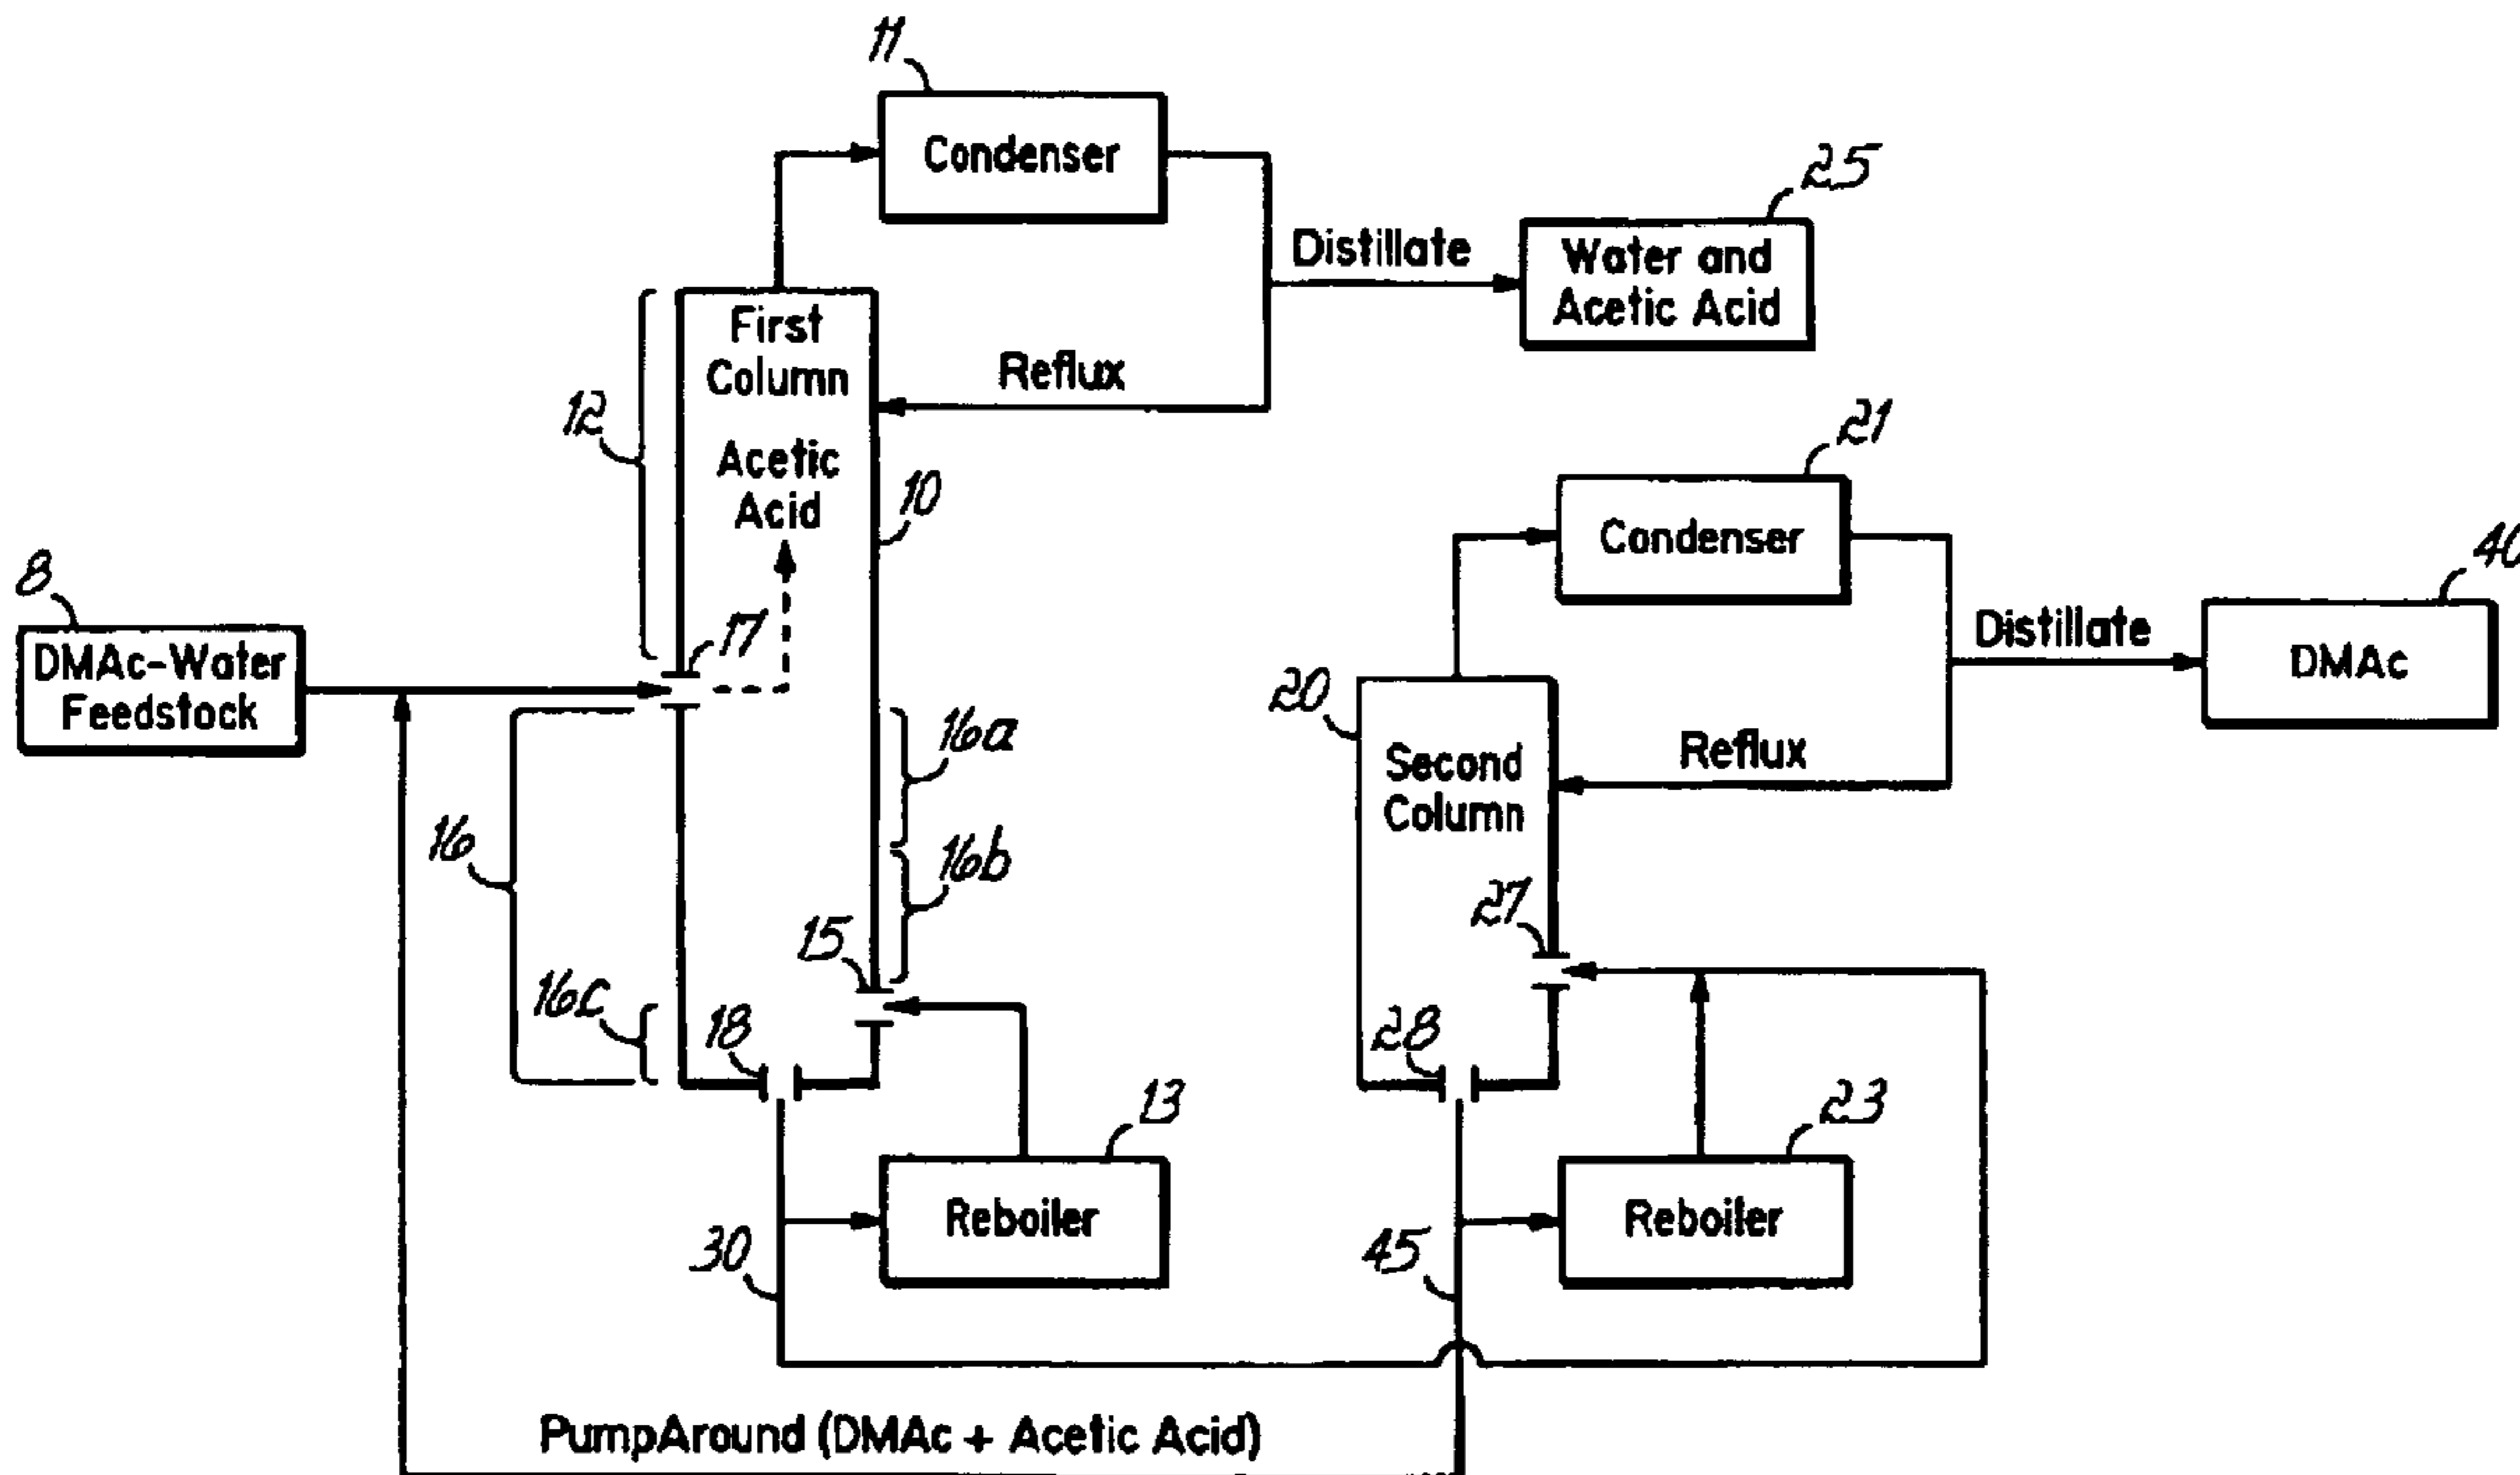 11
Condenser
25
Distillate
Water and
Acetic Acid
First
Column
Reflux
12
Acetic
Acid
10
21
Condenser
40
8
17
DMAc-Water
Feedstock
Distillate
DMAc
20
16a
Second
Column
Reflux
16
16b
27
15
16c
18
28
13
23
Reboiler
Reboiler
30
45
PumpAround (DMAc + Acetic Acid)